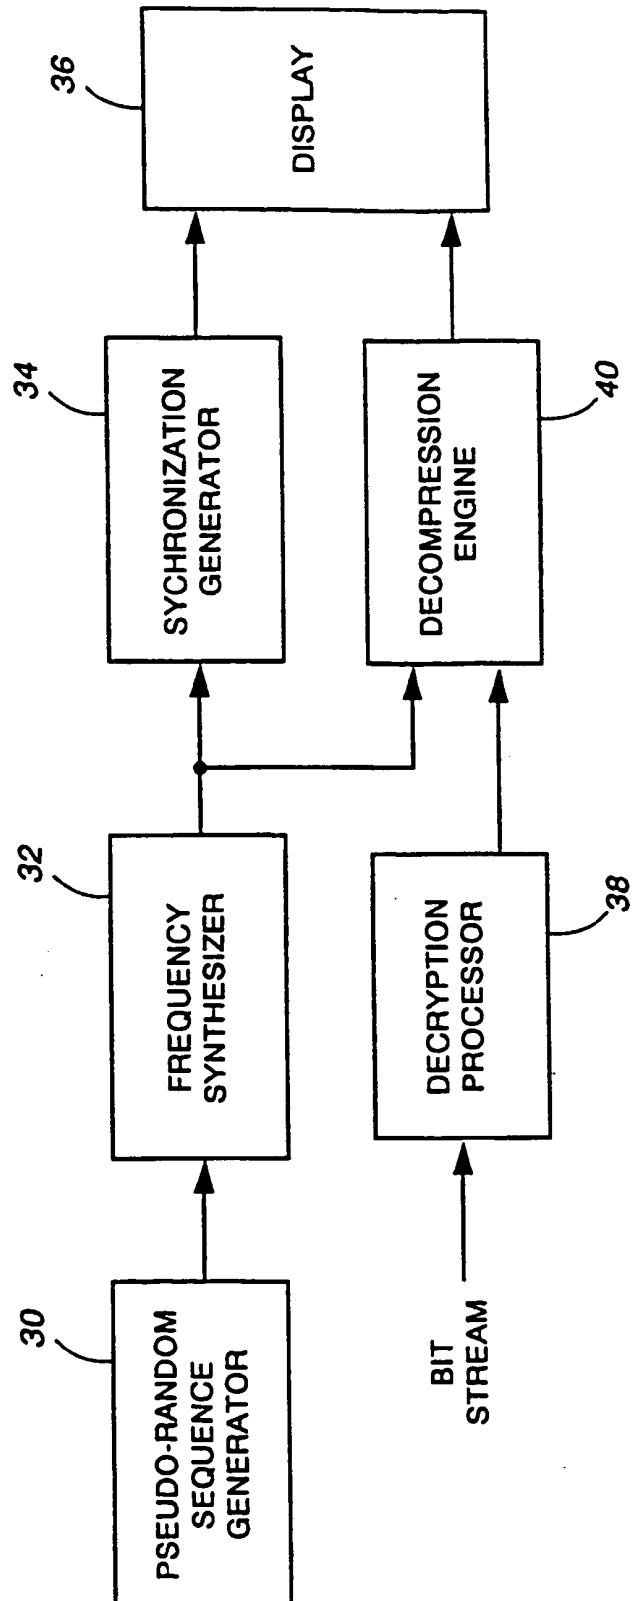 30
PSEUDO-RANDOM
SEQUENCE
GENERATOR
32
FREQUENCY
SYNTHESIZER
34
SYCHRONIZATION
GENERATOR
36
DISPLAY
BIT
STREAM
DECRYPTION
PROCESSOR
38
DECOMPRESSION
ENGINE
40